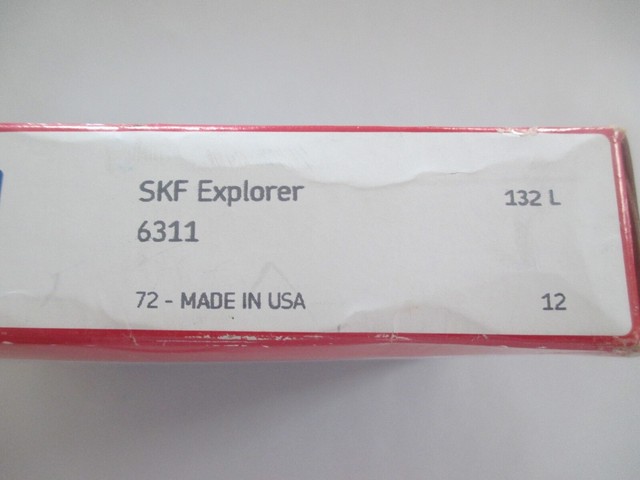 SKF Explorer 132 L
6311
72 - MADE IN USA 12